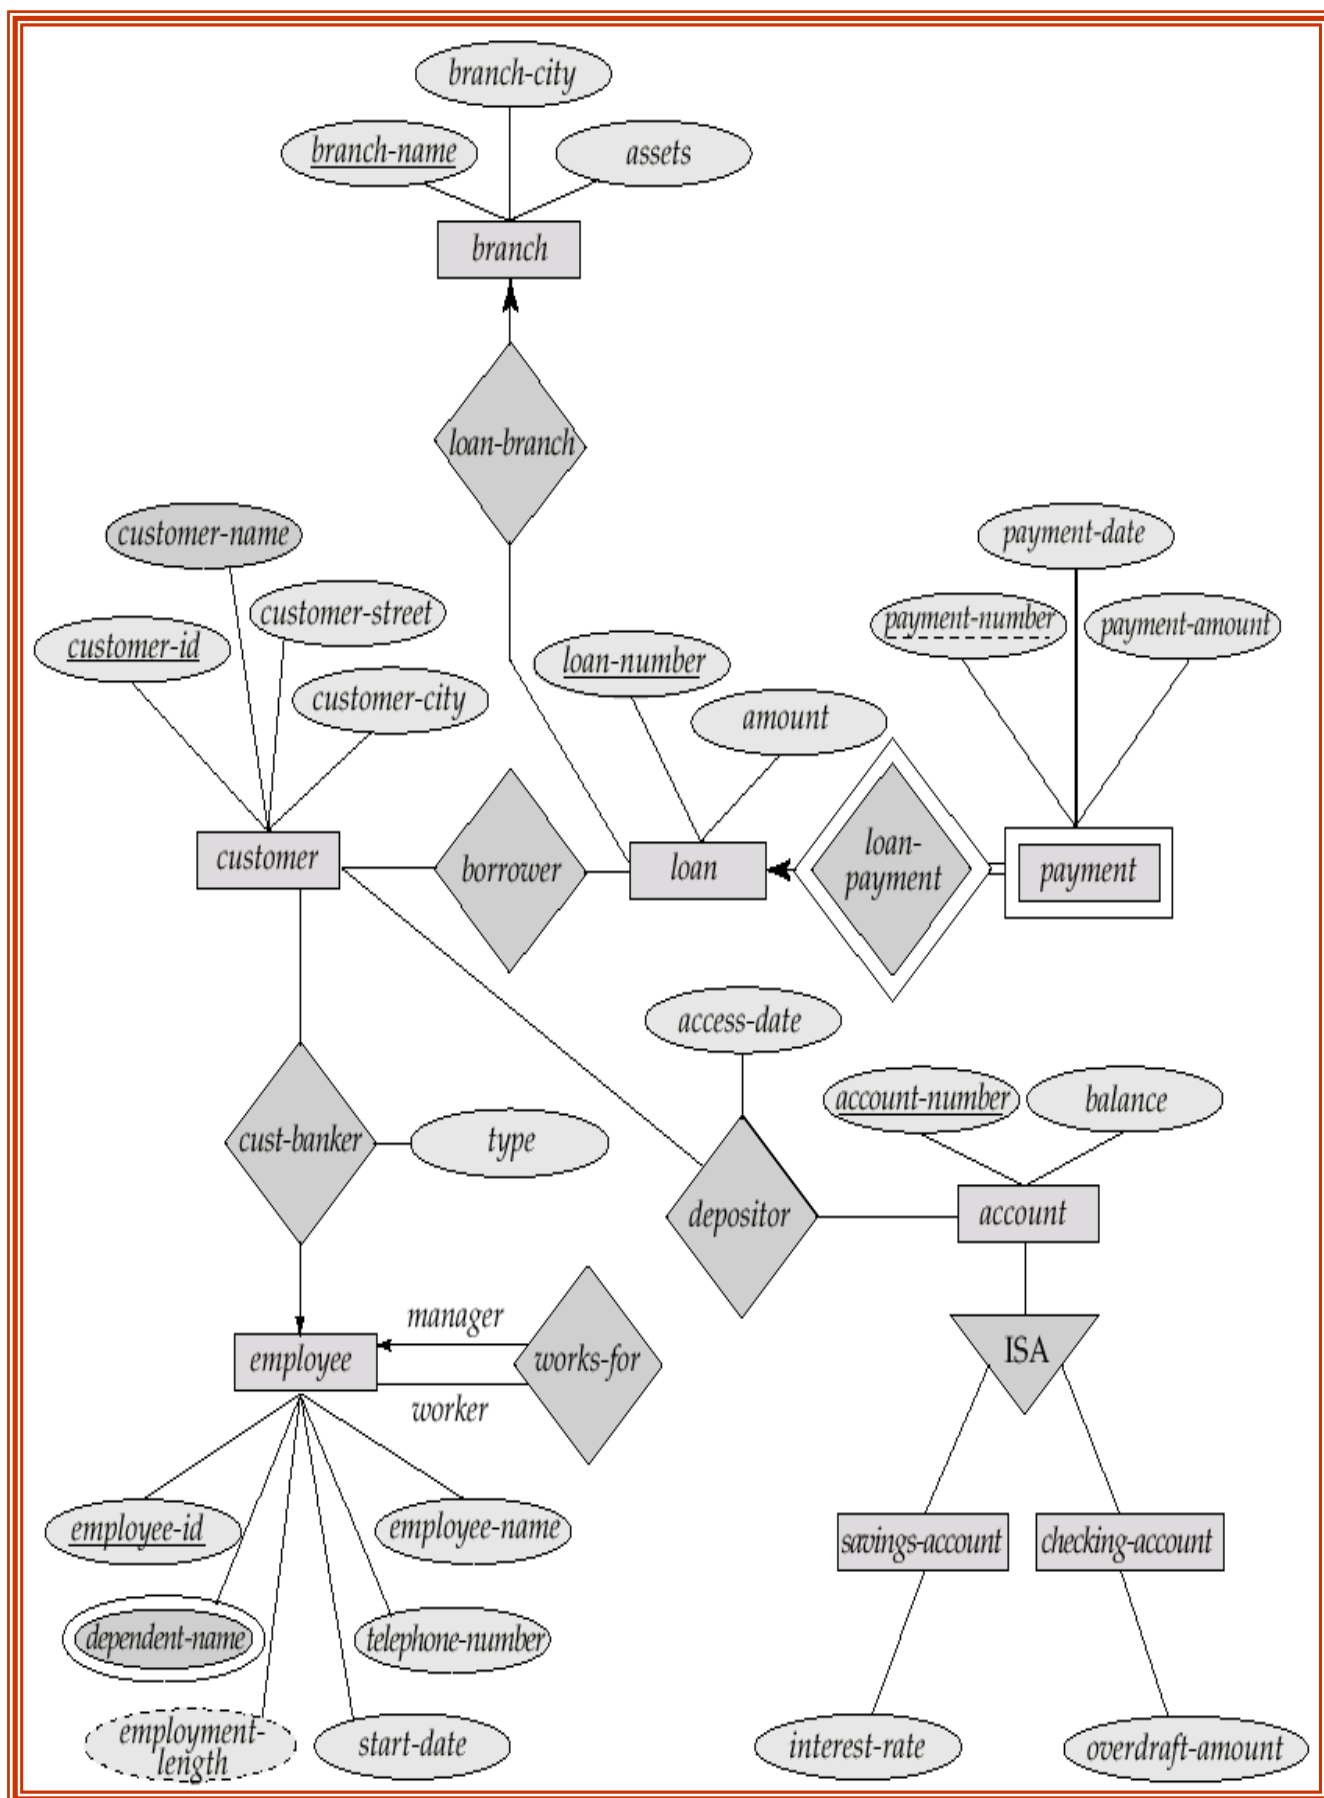 branch-city
branch-name
assets
branch
loan-branch
customer-name
payment-date
customer-street
payment-number
payment-amount
customer-id
loan-number
customer-city
amount
customer
borrower
loan
loan-
payment
payment
access-date
account-number
balance
cust-banker
type
depositor
account
manager
employee
works-for
ISA
worker
employee-id
employee-name
savings-account
checking-account
dependent-name
telephone-number
employment-
length
start-date
interest-rate
overdraft-amount